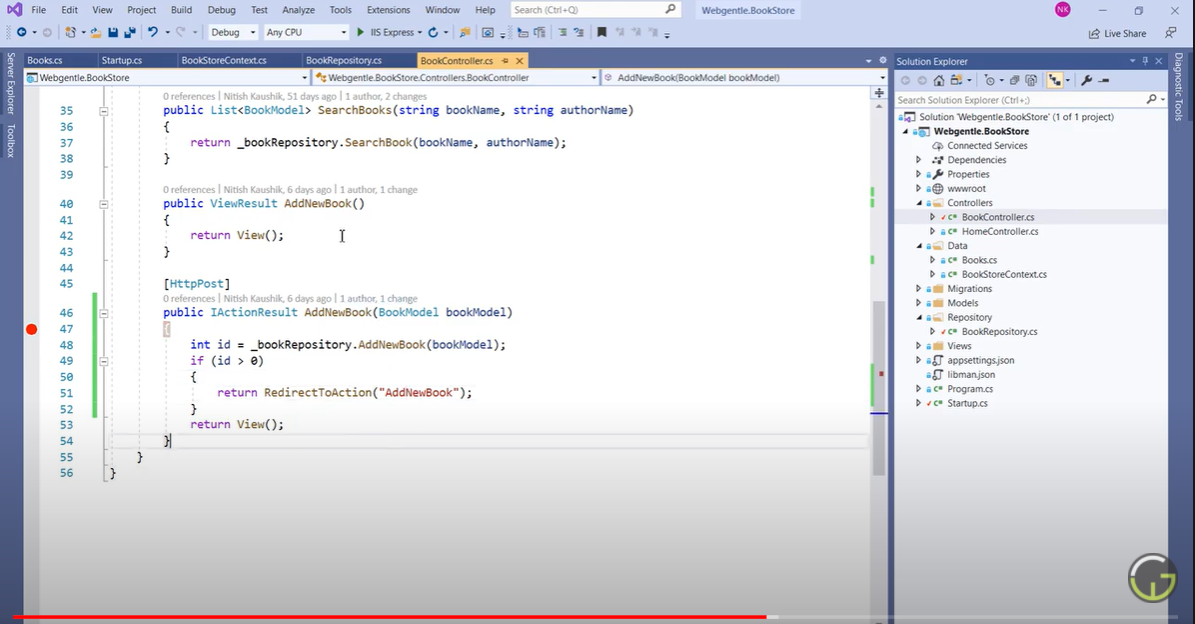 File Edit View Project Build Debug Test Analyze Tools Extensions Window Help Search (Ctrl+Q) Webgentle.BookStore NK
Debug Any CPU IIS Express Live Share
Server Explorer
Toolbox
Books.cs Startup.cs BookStoreContext.cs BookRepository.cs BookController.cs
Webgentle.BookStore Webgentle.BookStore.Controllers.BookController AddNewBook(BookModel bookModel)
0 references | Nitish Kaushik, 51 days ago | 1 author, 2 changes
35 public List<BookModel> SearchBooks(string bookName, string authorName)
36 {
37 return _bookRepository.SearchBook(bookName, authorName);
38 }
39
0 references | Nitish Kaushik, 6 days ago | 1 author, 1 change
40 public ViewResult AddNewBook()
41 {
42 return View();
43 }
44
45 [HttpPost]
0 references | Nitish Kaushik, 6 days ago | 1 author, 1 change
46 public IActionResult AddNewBook(BookModel bookModel)
47 {
48 int id = _bookRepository.AddNewBook(bookModel);
49 if (id > 0)
50 {
51 return RedirectToAction("AddNewBook");
52 }
53 return View();
54 }
55 }
56 }
Solution Explorer
Search Solution Explorer (Ctrl+;)
Solution 'Webgentle.BookStore' (1 of 1 project)
Webgentle.BookStore
Connected Services
Dependencies
Properties
wwwroot
Controllers
C# BookController.cs
C# HomeController.cs
Data
C# Books.cs
C# BookStoreContext.cs
Migrations
Models
Repository
C# BookRepository.cs
Views
appsettings.json
libman.json
C# Program.cs
C# Startup.cs
Diagnostic Tools